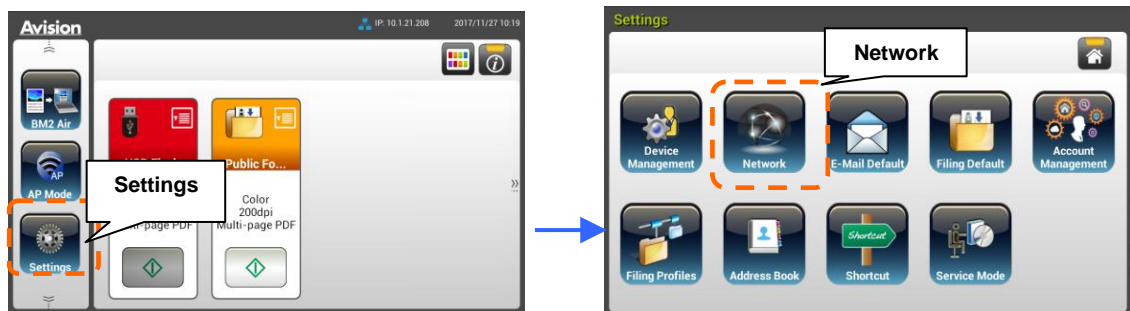 Avision
IP: 10.1.21.208 2017/11/27 10:19
BM2 Air
AP
AP Mode
Settings
Public Fo...
Color
200dpi
Multi-page PDF
-page PDF
Settings
Settings
Network
Device
Management
Network
E-Mail Default
Filing Default
Account
Management
Filing Profiles
Address Book
Shortcut
Shortcut
Service Mode